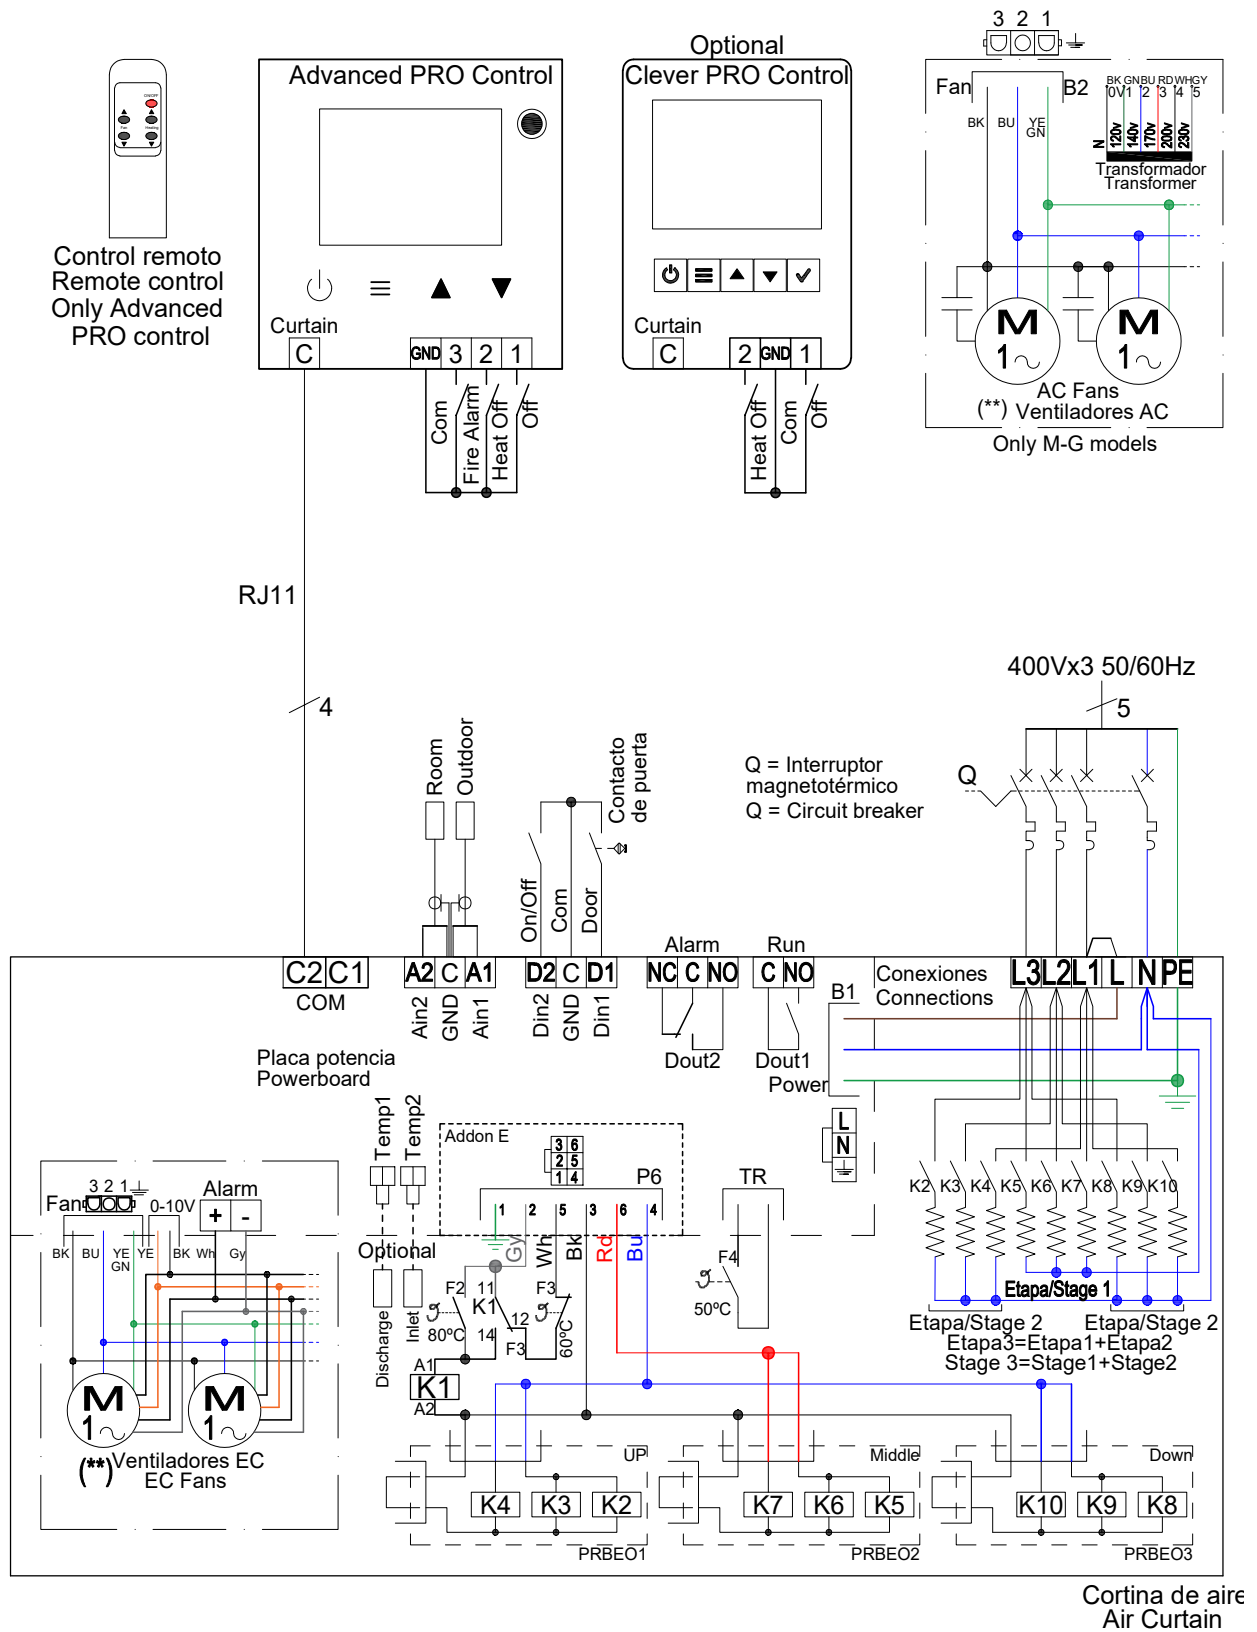 3 2 1
Optional
Advanced PRO Control
Clever PRO Control
ON/OFF
Fan
Heating
Control remoto
Remote control
Only Advanced
PRO control
Curtain
C
GND 3 2 1
Com
Fire Alarm
Heat Off
Off
Curtain
C
2 GND 1
Heat Off
Com
Off
Fan
B2
BK BU YE
GN
BK GN BU RD WH GY
0V 1 2 3 4 5
N
120v
140v
170v
200v
230v
Transformador
Transformer
M
1
M
1
AC Fans
(**) Ventiladores AC
Only M-G models
RJ11
4
400Vx3 50/60Hz
5
Room
Outdoor
Contacto
de puerta
Q = Interruptor
magnetotérmico
Q = Circuit breaker
Q
On/Off
Com
Door
Alarm
Run
C2 C1
COM
A2 C A1
Ain2
GND
Ain1
D2 C D1
Din2
GND
Din1
NC C NO
Dout2
C NO
Dout1
Conexiones
Connections
L3 L2 L1 L N PE
B1
Power
L
N
Placa potencia
Powerboard
Temp1
Temp2
Addon E
3 6
2 5
1 4
P6
1 2 5 3 6 4
Gy
Wh
Bk
Rd
Bu
TR
F4
50ºC
K2 K3 K4 K5 K6 K7 K8 K9 K10
Etapa/Stage 1
Etapa/Stage 2
Etapa/Stage 2
Etapa3=Etapa1+Etapa2
Stage 3=Stage1+Stage2
3 2 1
Fan
0-10V
Alarm
+ -
BK BU YE
GN
YE BK Wh Gy
M
1
M
1
(**) Ventiladores EC
EC Fans
Optional
Discharge
Inlet
F2
80ºC
11
K1
14
12
F3
F3
60ºC
A1
K1
A2
UP
K4 K3 K2
PRBEO1
Middle
K7 K6 K5
PRBEO2
Down
K10 K9 K8
PRBEO3
Cortina de aire
Air Curtain